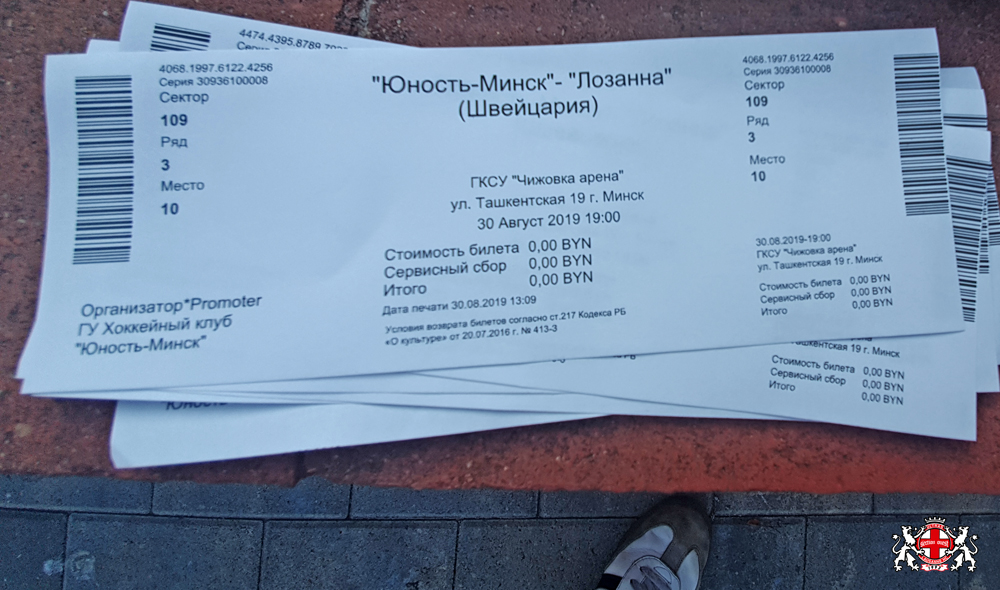 4474.4395.8789
4068.1997.6122.4256
Серия 30936100008
Сектор
109
Ряд
3
Место
10
"Юность-Минск"- "Лозанна"
(Швейцария)
ГКСУ "Чижовка арена"
ул. Ташкентская 19 г. Минск
30 Август 2019 19:00
Стоимость билета 0,00 BYN
Сервисный сбор 0,00 BYN
Итого 0,00 BYN
Дата печати 30.08.2019 13:09
Условия возврата билетов согласно ст.217 Кодекса РБ
«О культуре» от 20.07.2016 г. № 413-З
Организатор*Promoter
ГУ Хоккейный клуб
"Юность-Минск"
4068.1997.6122.4256
Серия 30936100008
Сектор
109
Ряд
3
Место
10
30.08.2019-19:00
ГКСУ "Чижовка арена"
ул. Ташкентская 19 г. Минск
Стоимость билета 0,00 BYN
Сервисный сбор 0,00 BYN
Итого 0,00 BYN
19 г. Минск
Стоимость билета 0,00 BYN
Сервисный сбор 0,00 BYN
Итого 0,00 BYN